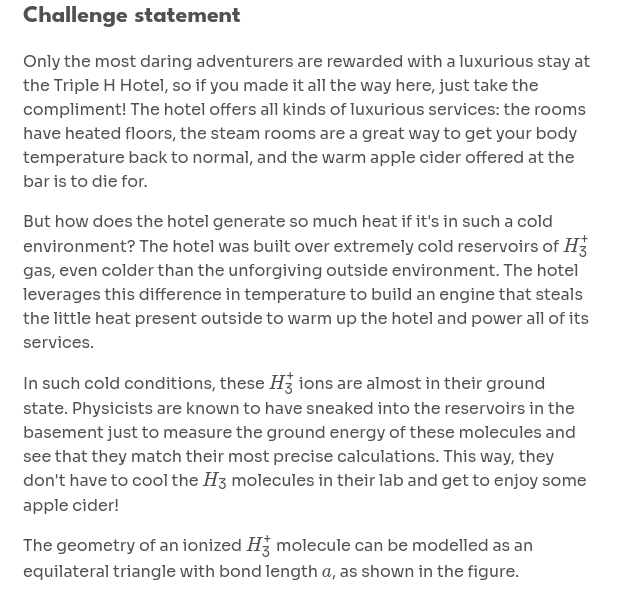 Challenge statement
Only the most daring adventurers are rewarded with a luxurious stay at
the Triple H Hotel, so if you made it all the way here, just take the
compliment! The hotel offers all kinds of luxurious services: the rooms
have heated floors, the steam rooms are a great way to get your body
temperature back to normal, and the warm apple cider offered at the
bar is to die for.
But how does the hotel generate so much heat if it's in such a cold
environment? The hotel was built over extremely cold reservoirs of H₃⁺
gas, even colder than the unforgiving outside environment. The hotel
leverages this difference in temperature to build an engine that steals
the little heat present outside to warm up the hotel and power all of its
services.
In such cold conditions, these H₃⁺ ions are almost in their ground
state. Physicists are known to have sneaked into the reservoirs in the
basement just to measure the ground energy of these molecules and
see that they match their most precise calculations. This way, they
don't have to cool the H₃ molecules in their lab and get to enjoy some
apple cider!
The geometry of an ionized H₃⁺ molecule can be modelled as an
equilateral triangle with bond length a, as shown in the figure.